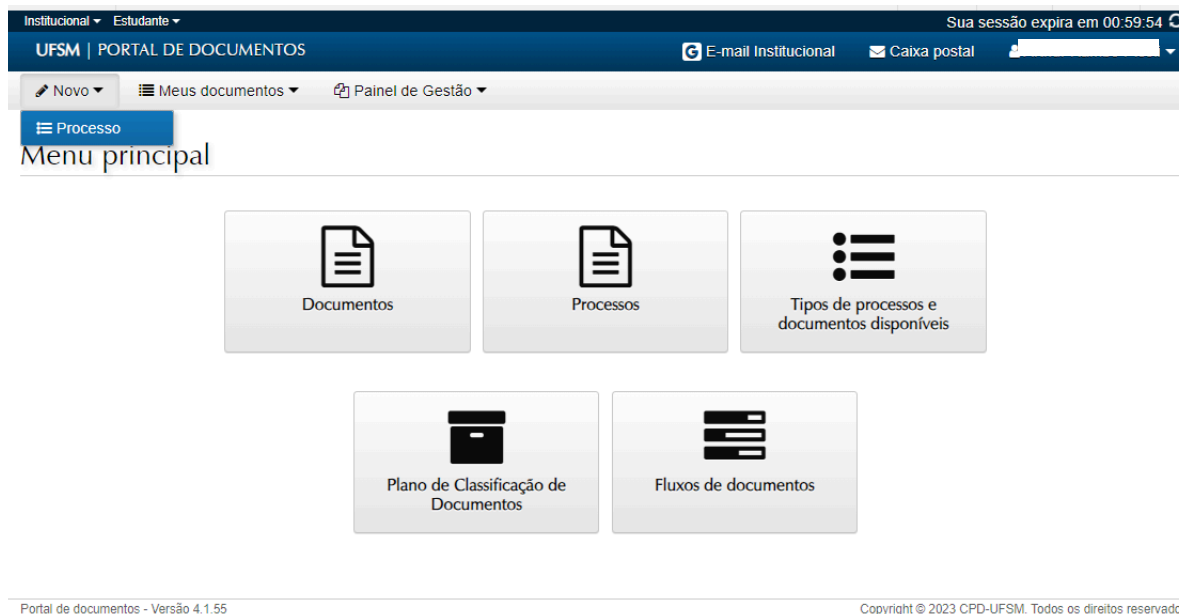 Institucional Estudante Sua sessão expira em 00:59:54
UFSM | PORTAL DE DOCUMENTOS E-mail Institucional Caixa postal
Novo Meus documentos Painel de Gestão
Processo
Menu principal
Documentos
Processos
Tipos de processos e
documentos disponíveis
Plano de Classificação de
Documentos
Fluxos de documentos
Portal de documentos - Versão 4.1.55 Copyright © 2023 CPD-UFSM. Todos os direitos reservado